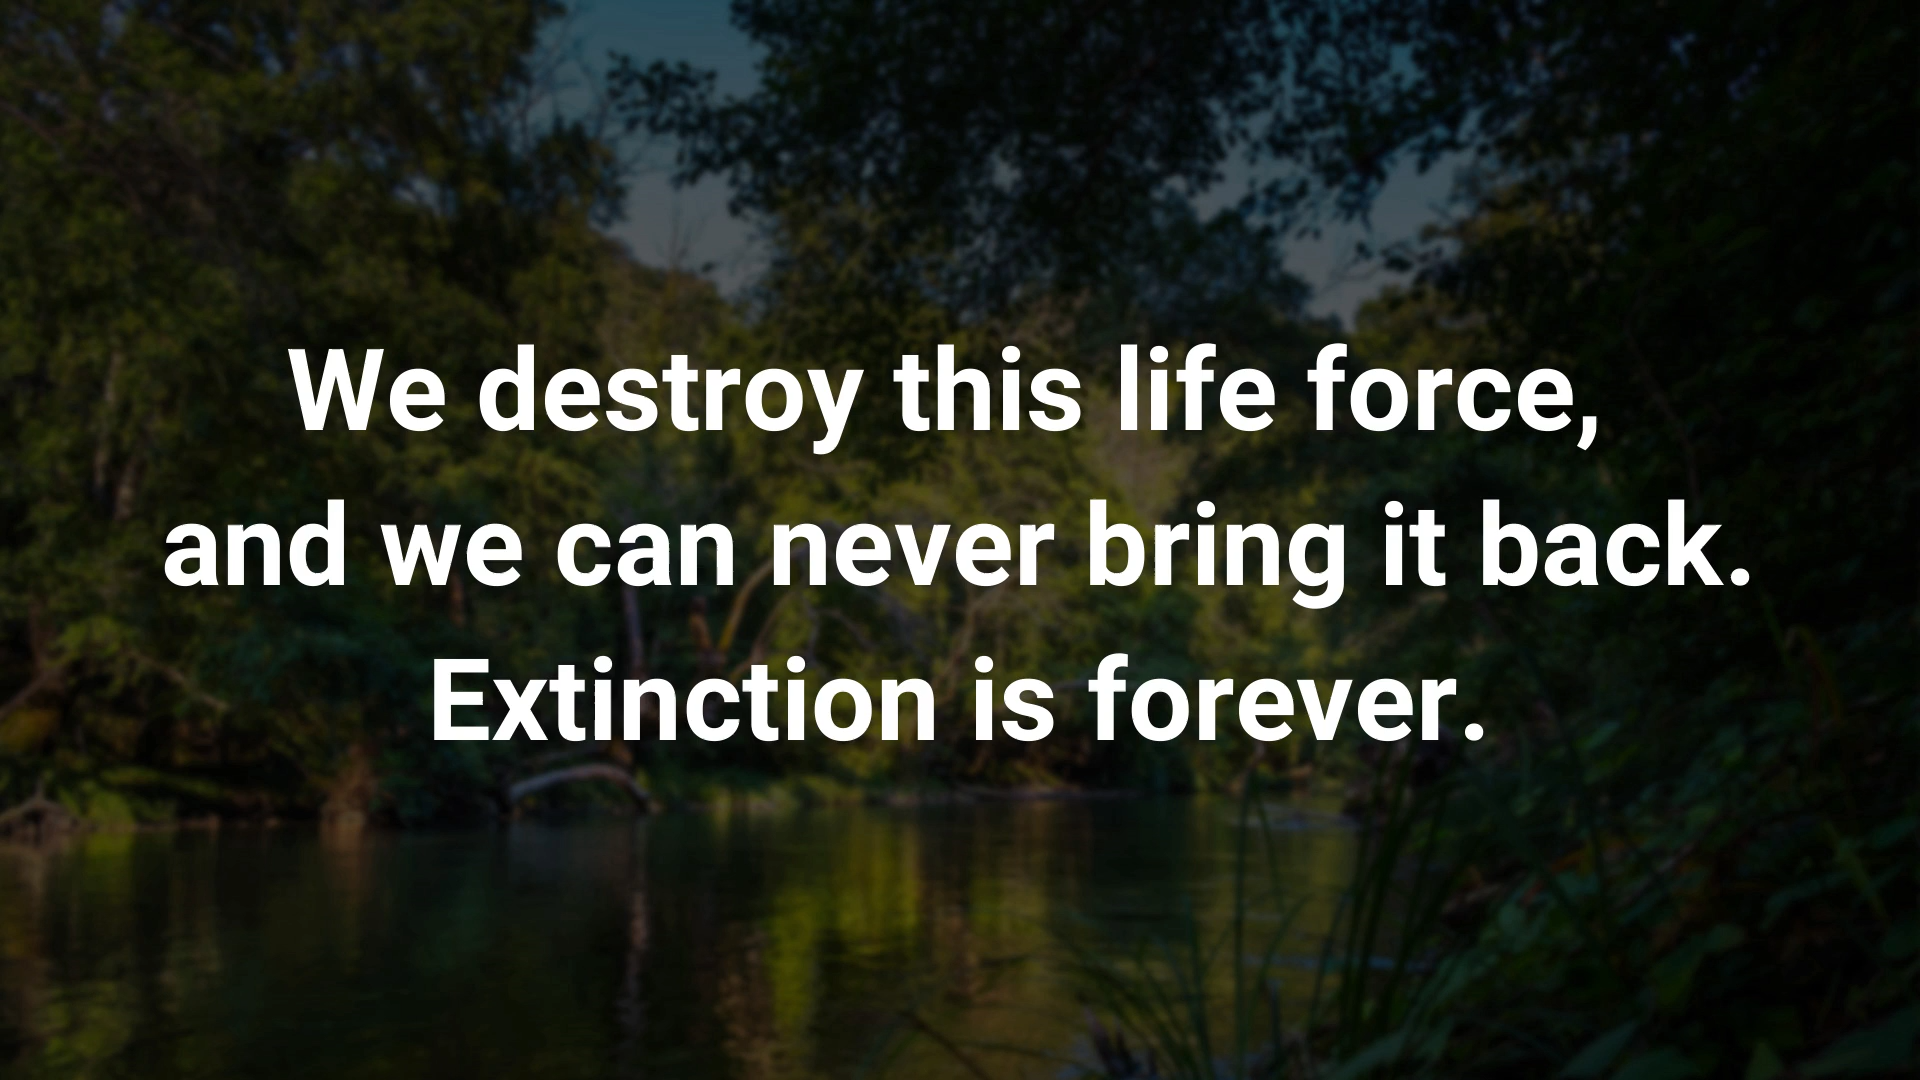 We destroy this life force,
and we can never bring it back.
Extinction is forever.